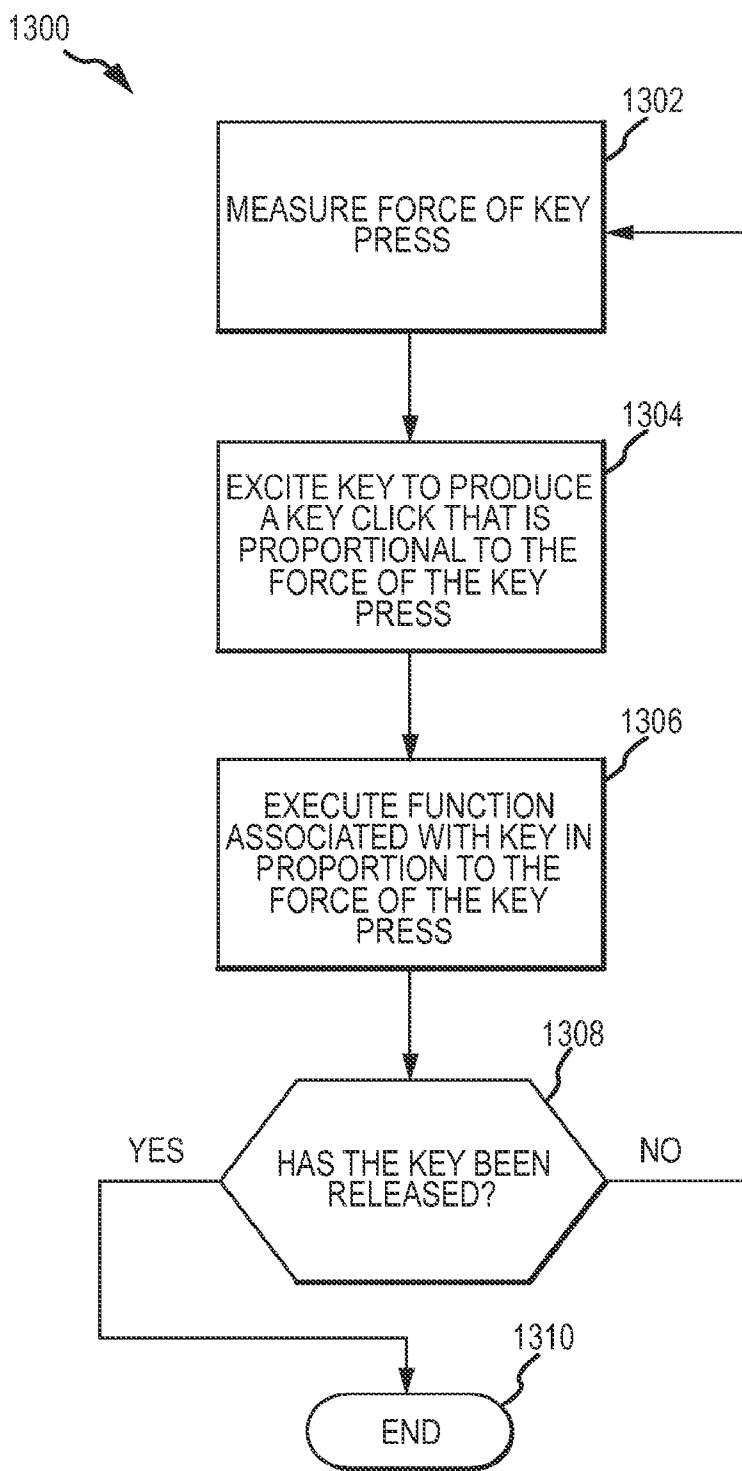 1300
1302
MEASURE FORCE OF KEY
PRESS
1304
EXCITE KEY TO PRODUCE
A KEY CLICK THAT IS
PROPORTIONAL TO THE
FORCE OF THE KEY
PRESS
1306
EXECUTE FUNCTION
ASSOCIATED WITH KEY IN
PROPORTION TO THE
FORCE OF THE KEY
PRESS
1308
YES
HAS THE KEY BEEN
RELEASED?
NO
1310
END